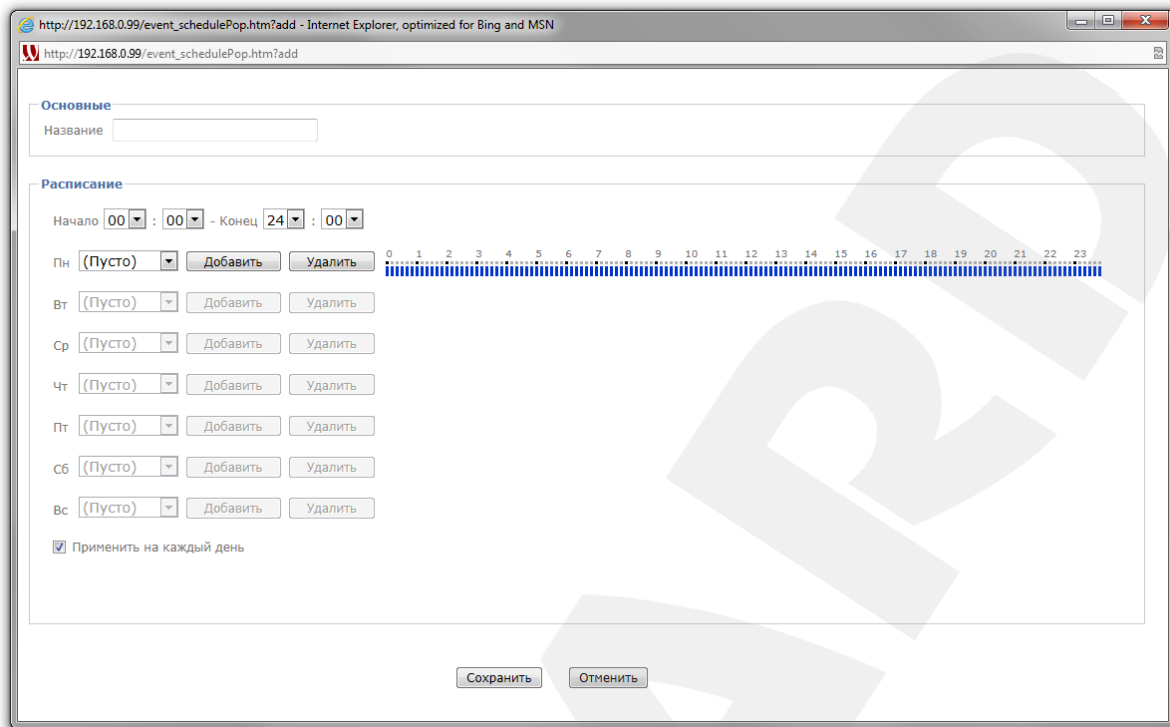 http://192.168.0.99/event_schedulePop.htm?add - Internet Explorer, optimized for Bing and MSN
http://192.168.0.99/event_schedulePop.htm?add
Основные
Название
Расписание
Начало 00 : 00 - Конец 24 : 00
0 1 2 3 4 5 6 7 8 9 10 11 12 13 14 15 16 17 18 19 20 21 22 23
Пн (Пусто) Добавить Удалить
Вт (Пусто) Добавить Удалить
Ср (Пусто) Добавить Удалить
Чт (Пусто) Добавить Удалить
Пт (Пусто) Добавить Удалить
Сб (Пусто) Добавить Удалить
Вс (Пусто) Добавить Удалить
Применить на каждый день
Сохранить Отменить
ARD